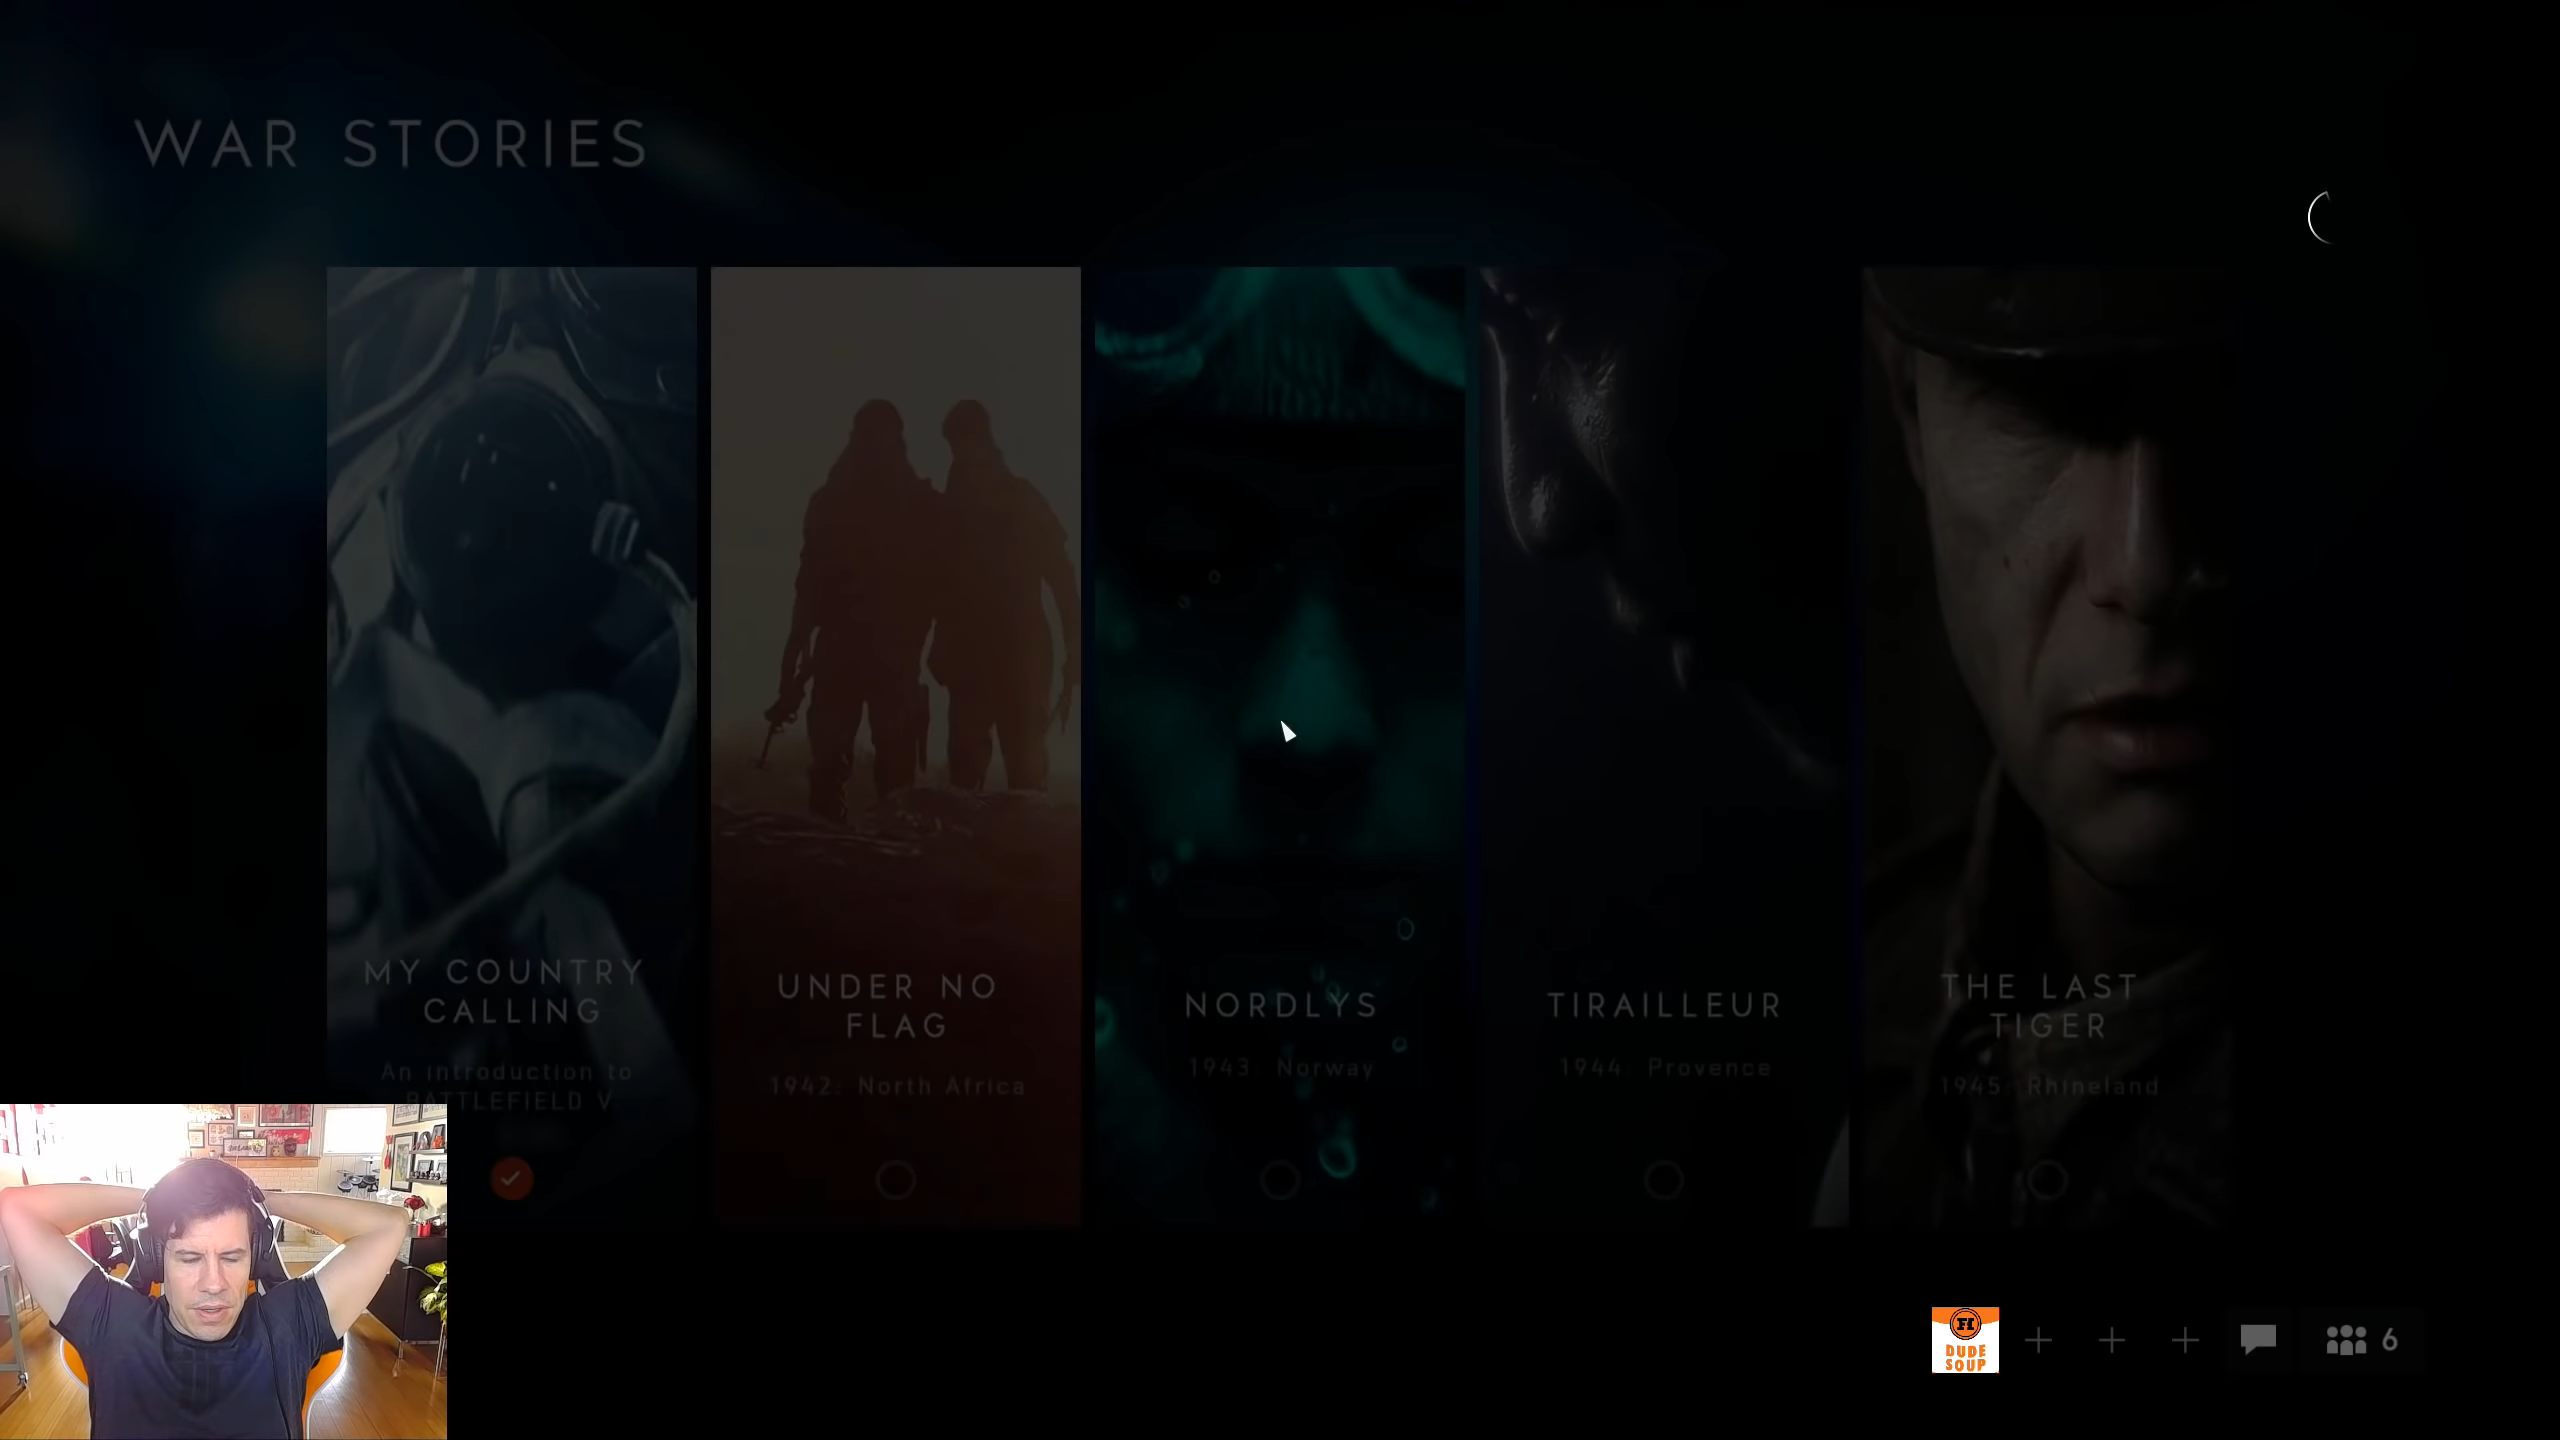 WAR STORIES
MY COUNTRY
CALLING
An introduction to
BATTLEFIELD V
UNDER NO
FLAG
1942: North Africa
NORDLYS
1943: Norway
TIRAILLEUR
1944: Provence
THE LAST
TIGER
1945: Rhineland
DUDE
SOUP
6